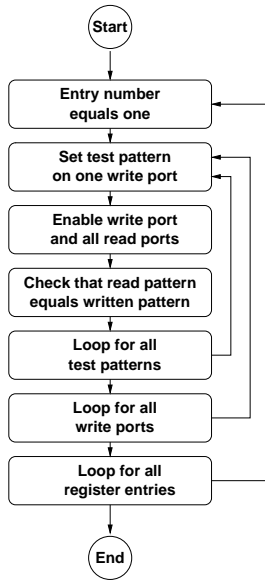 Start
Entry number
equals one
Set test pattern
on one write port
Enable write port
and all read ports
Check that read pattern
equals written pattern
Loop for all
test patterns
Loop for all
write ports
Loop for all
register entries
End